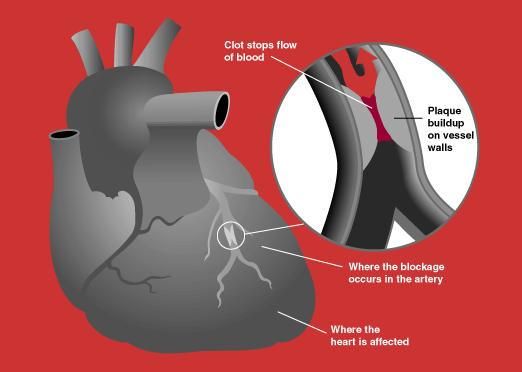 Clot stops flow
of blood
Plaque
buildup
on vessel
walls
Where the blockage
occurs in the artery
Where the
heart is affected